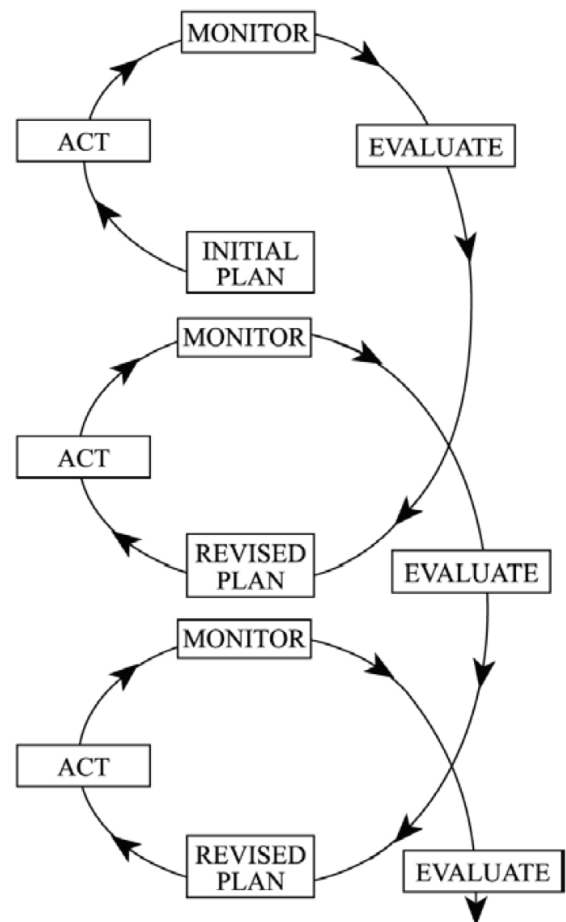 MONITOR
ACT
EVALUATE
INITIAL
PLAN
MONITOR
ACT
REVISED
PLAN
EVALUATE
MONITOR
ACT
REVISED
PLAN
EVALUATE